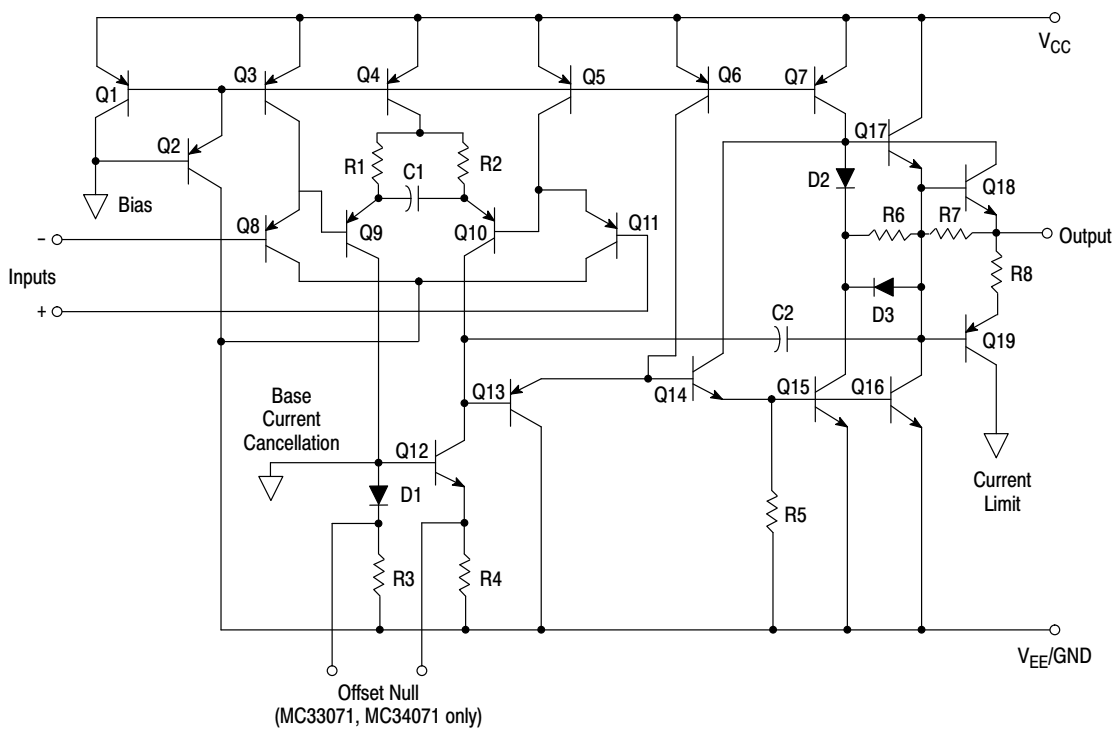 V_CC
Q1
Q3
Q4
Q5
Q6
Q7
Q2
R1
C1
R2
Q17
D2
Q18
Bias
Q8
Q9
Q10
Q11
R6
R7
Output
−
Inputs
+
D3
R8
C2
Q19
Q13
Q14
Q15
Q16
Base
Current
Cancellation
Q12
Current
Limit
D1
R5
R3
R4
V_EE/GND
Offset Null
(MC33071, MC34071 only)